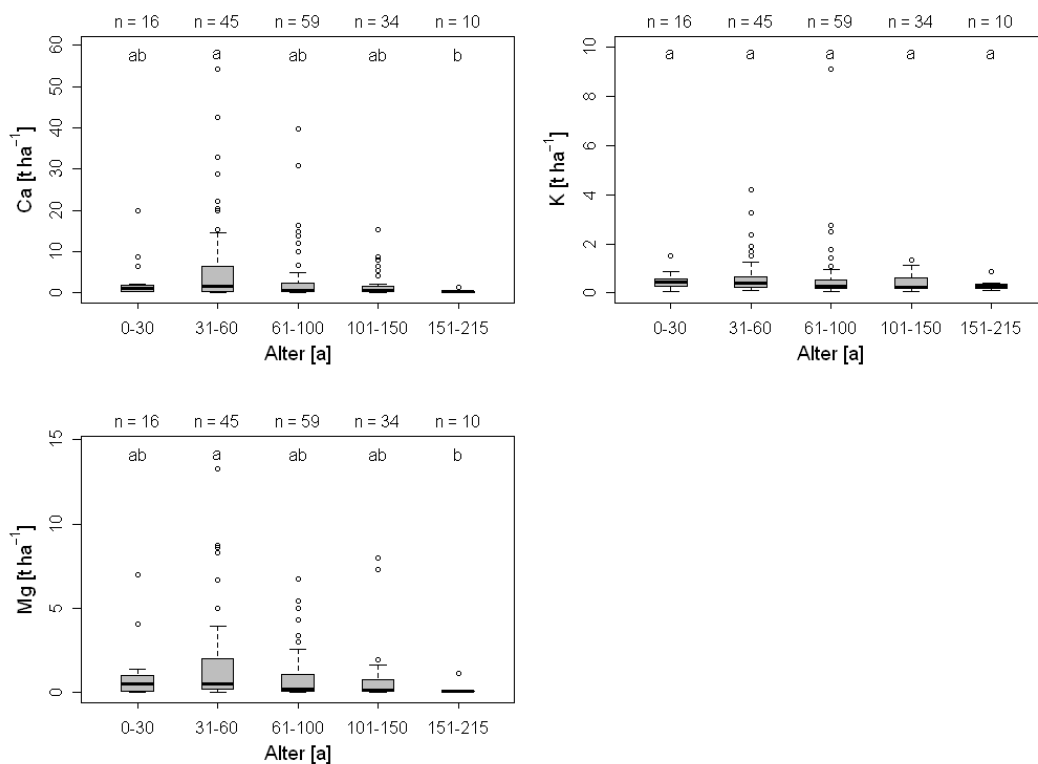 n = 16 n = 45 n = 59 n = 34 n = 10
ab a ab ab b
60
50
40
30
20
10
0
Ca [t ha⁻¹]
0-30 31-60 61-100 101-150 151-215
Alter [a]
n = 16 n = 45 n = 59 n = 34 n = 10
a a a a a
10
8
6
4
2
0
K [t ha⁻¹]
0-30 31-60 61-100 101-150 151-215
Alter [a]
n = 16 n = 45 n = 59 n = 34 n = 10
ab a ab ab b
15
10
5
0
Mg [t ha⁻¹]
0-30 31-60 61-100 101-150 151-215
Alter [a]